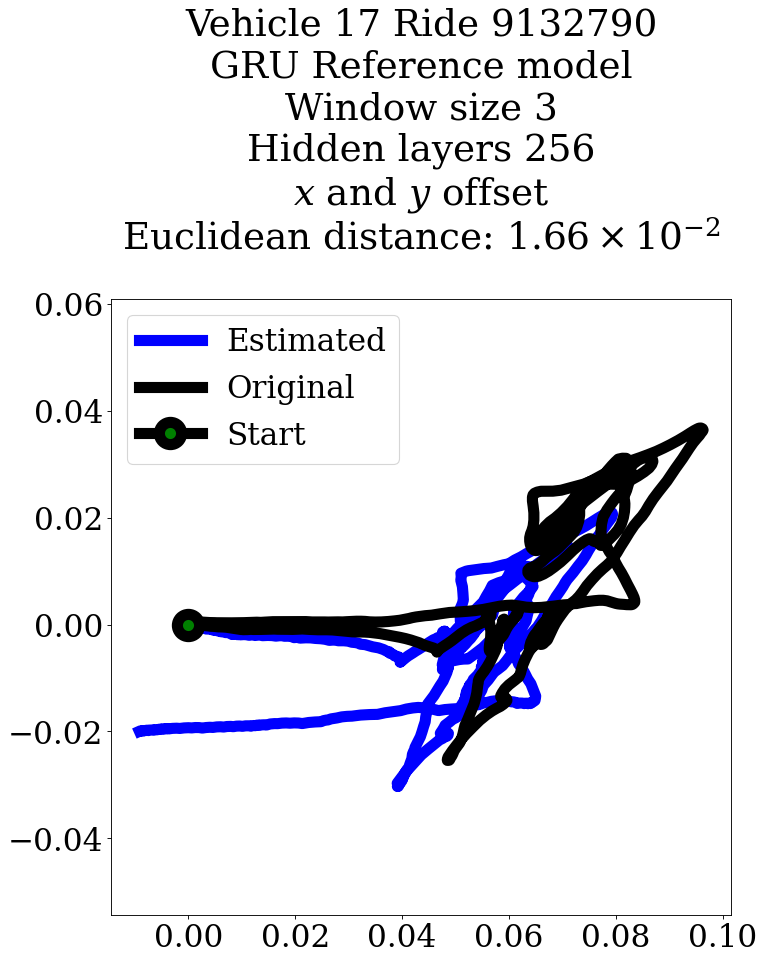 Vehicle 17 Ride 9132790
GRU Reference model
Window size 3
Hidden layers 256
x and y offset
Euclidean distance: 1.66 × 10⁻²
0.06
0.04
0.02
0.00
−0.02
−0.04
Estimated
Original
Start
0.00 0.02 0.04 0.06 0.08 0.10